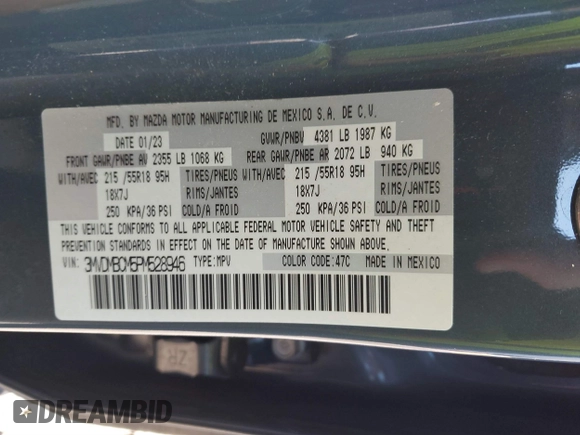 MFD. BY MAZDA MOTOR MANUFACTURING DE MEXICO S.A. DE C.V.
DATE 01/23 GVWR/PNBV 4381 LB 1987 KG
FRONT GAWR/PNBE AV 2355 LB 1068 KG REAR GAWR/PNBE AR 2072 LB 940 KG
WITH/AVEC 215 /55R18 95H TIRES/PNEUS WITH/AVEC 215 /55R18 95H TIRES/PNEUS
18X7J RIMS/JANTES 18X7J RIMS/JANTES
250 KPA/36 PSI COLD/A FROID 250 KPA/36 PSI COLD/A FROID
THIS VEHICLE CONFORMS TO ALL APPLICABLE FEDERAL MOTOR VEHICLE SAFETY AND THEFT
PREVENTION STANDARDS IN EFFECT ON THE DATE OF MANUFACTURE SHOWN ABOVE.
VIN: 3MVDMBCM5PM528946 TYPE: MPV COLOR CODE: 47C MADE IN MEXICO
ZR
DREAMBID